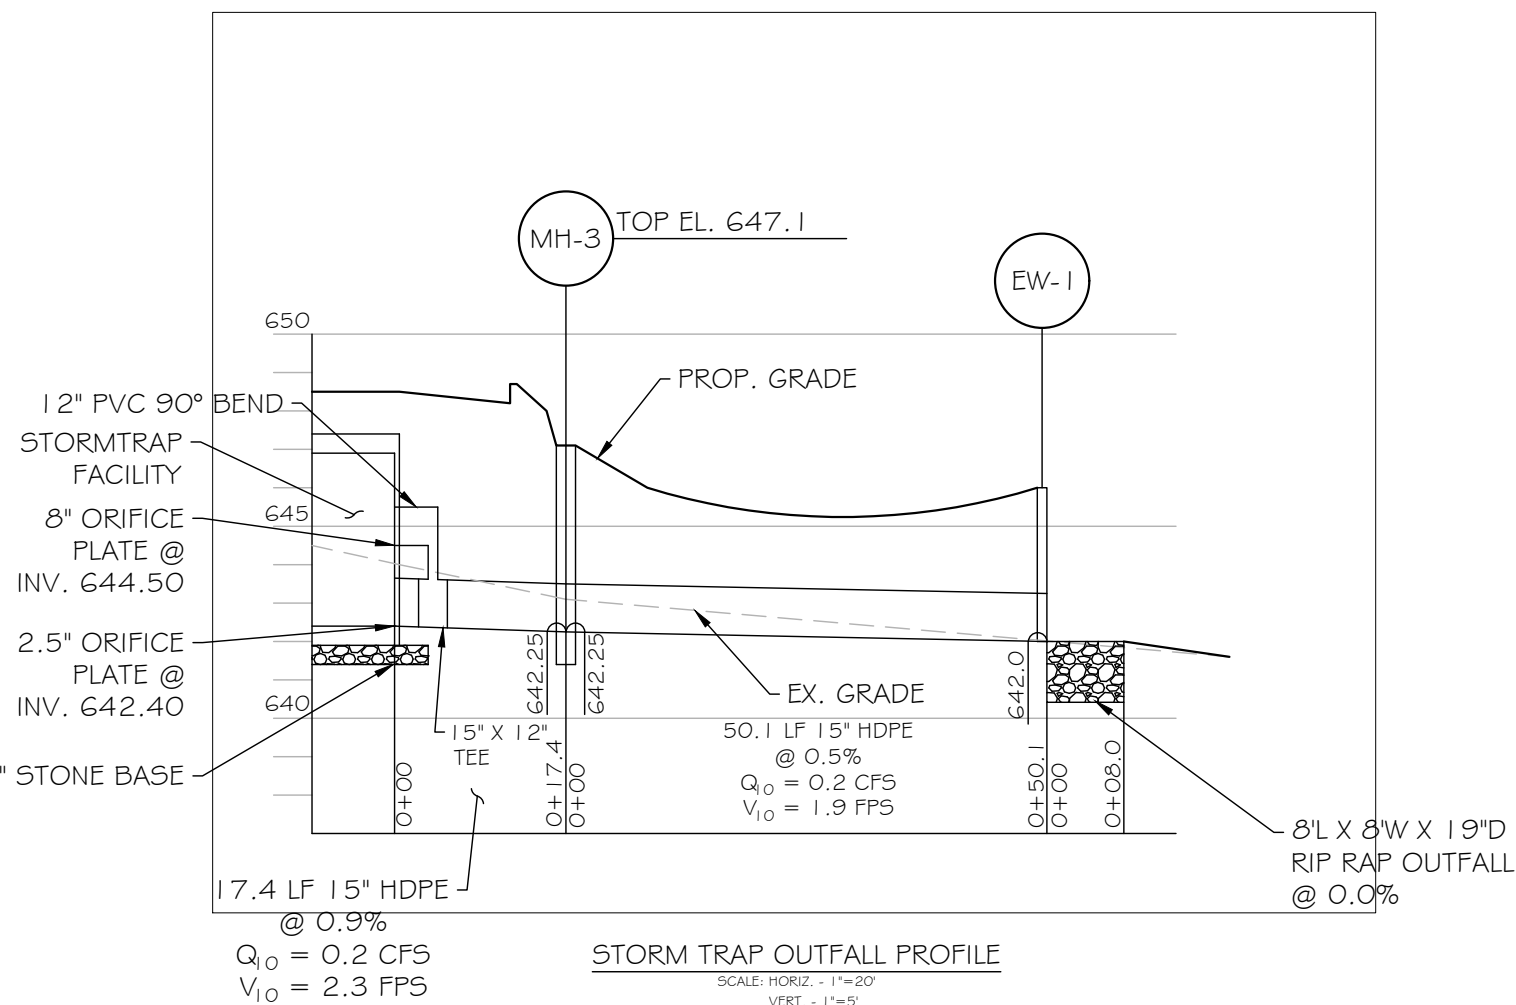 MH-3
TOP EL. 647.1
EW-1
650
PROP. GRADE
12" PVC 90° BEND
STORMTRAP
FACILITY
645
8" ORIFICE
PLATE @
INV. 644.50
2.5" ORIFICE
PLATE @
INV. 642.40
642.25
642.25
642.0
EX. GRADE
640
15" X 12"
TEE
50.1 LF 15" HDPE
@ 0.5%
Q10 = 0.2 CFS
V10 = 1.9 FPS
" STONE BASE
0+00
0+17.4
0+00
0+50.1
0+00
0+08.0
8'L X 8'W X 19"D
RIP RAP OUTFALL
@ 0.0%
17.4 LF 15" HDPE
@ 0.9%
Q10 = 0.2 CFS
V10 = 2.3 FPS
STORM TRAP OUTFALL PROFILE
SCALE: HORIZ. - 1"=20'
VERT. - 1"=5'